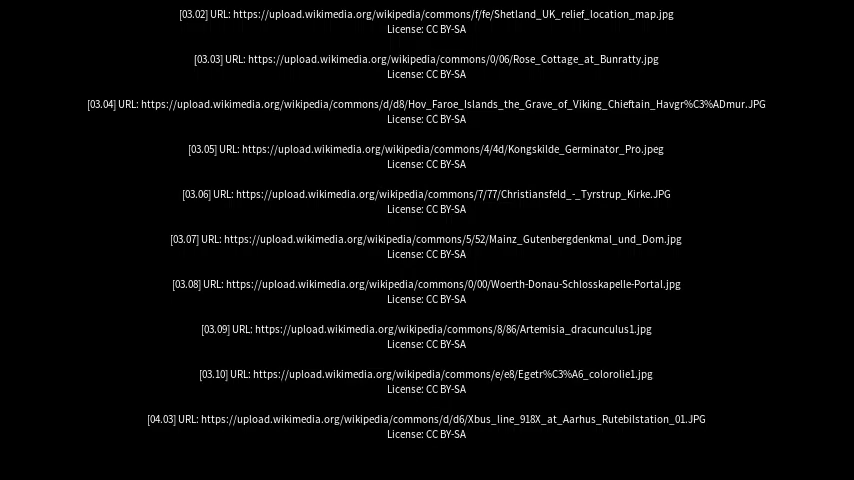 [03.02] URL: https://upload.wikimedia.org/wikipedia/commons/f/fe/Shetland_UK_relief_location_map.jpg
License: CC BY-SA
[03.03] URL: https://upload.wikimedia.org/wikipedia/commons/0/06/Rose_Cottage_at_Bunratty.jpg
License: CC BY-SA
[03.04] URL: https://upload.wikimedia.org/wikipedia/commons/d/d8/Hov_Faroe_Islands_the_Grave_of_Viking_Chieftain_Havgr%C3%ADmur.JPG
License: CC BY-SA
[03.05] URL: https://upload.wikimedia.org/wikipedia/commons/4/4d/Kongskilde_Germinator_Pro.jpeg
License: CC BY-SA
[03.06] URL: https://upload.wikimedia.org/wikipedia/commons/7/77/Christiansfeld_-_Tyrstrup_Kirke.JPG
License: CC BY-SA
[03.07] URL: https://upload.wikimedia.org/wikipedia/commons/5/52/Mainz_Gutenbergdenkmal_und_Dom.jpg
License: CC BY-SA
[03.08] URL: https://upload.wikimedia.org/wikipedia/commons/0/00/Woerth-Donau-Schlosskapelle-Portal.jpg
License: CC BY-SA
[03.09] URL: https://upload.wikimedia.org/wikipedia/commons/8/86/Artemisia_dracunculus1.jpg
License: CC BY-SA
[03.10] URL: https://upload.wikimedia.org/wikipedia/commons/e/e8/Egetr%C3%A6_colorolie1.jpg
License: CC BY-SA
[04.03] URL: https://upload.wikimedia.org/wikipedia/commons/d/d6/Xbus_line_918X_at_Aarhus_Rutebilstation_01.JPG
License: CC BY-SA